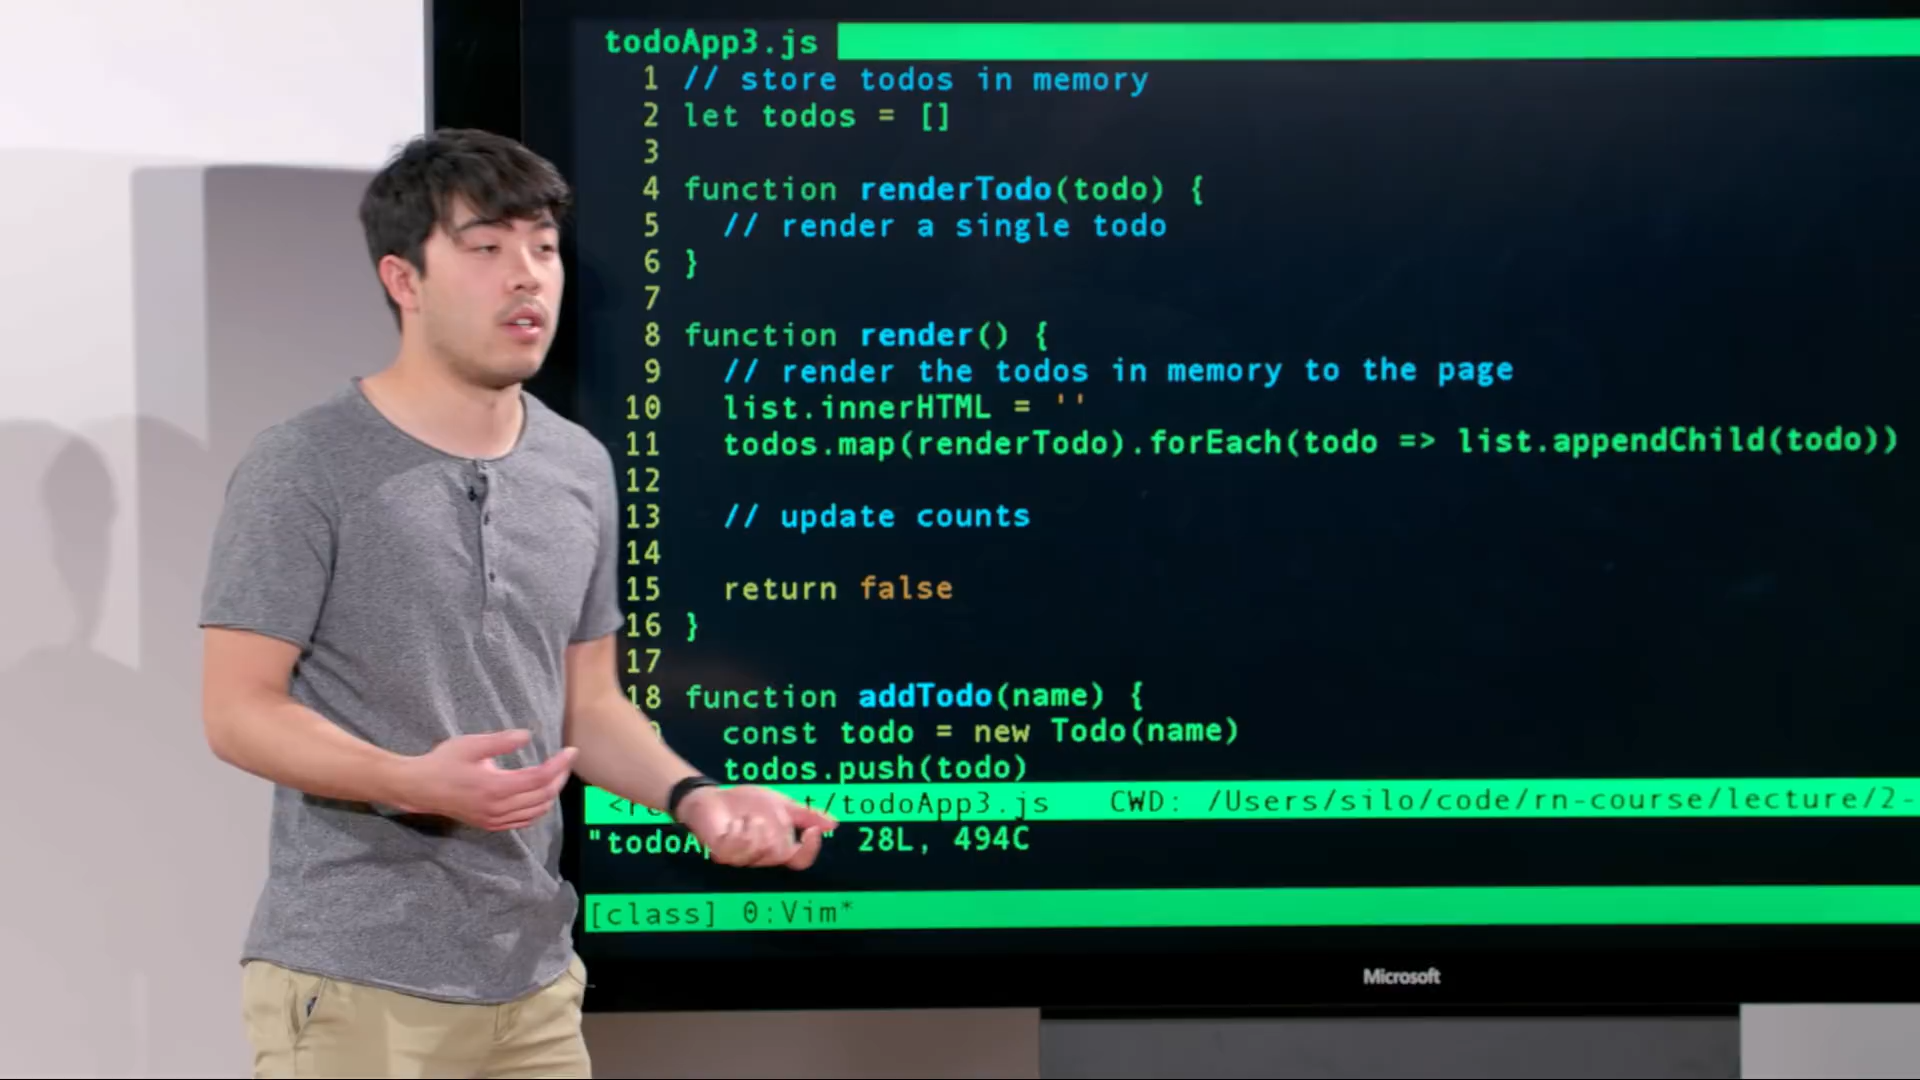 todoApp3.js
1 // store todos in memory
2 let todos = []
3
4 function renderTodo(todo) {
5 // render a single todo
6 }
7
8 function render() {
9 // render the todos in memory to the page
10 list.innerHTML = ''
11 todos.map(renderTodo).forEach(todo => list.appendChild(todo))
12
13 // update counts
14
15 return false
16 }
17
18 function addTodo(name) {
const todo = new Todo(name)
todos.push(todo)
/todoApp3.js CWD: /Users/silo/code/rn-course/lecture/2-
" 28L, 494C
[class] 0:Vim*
Microsoft